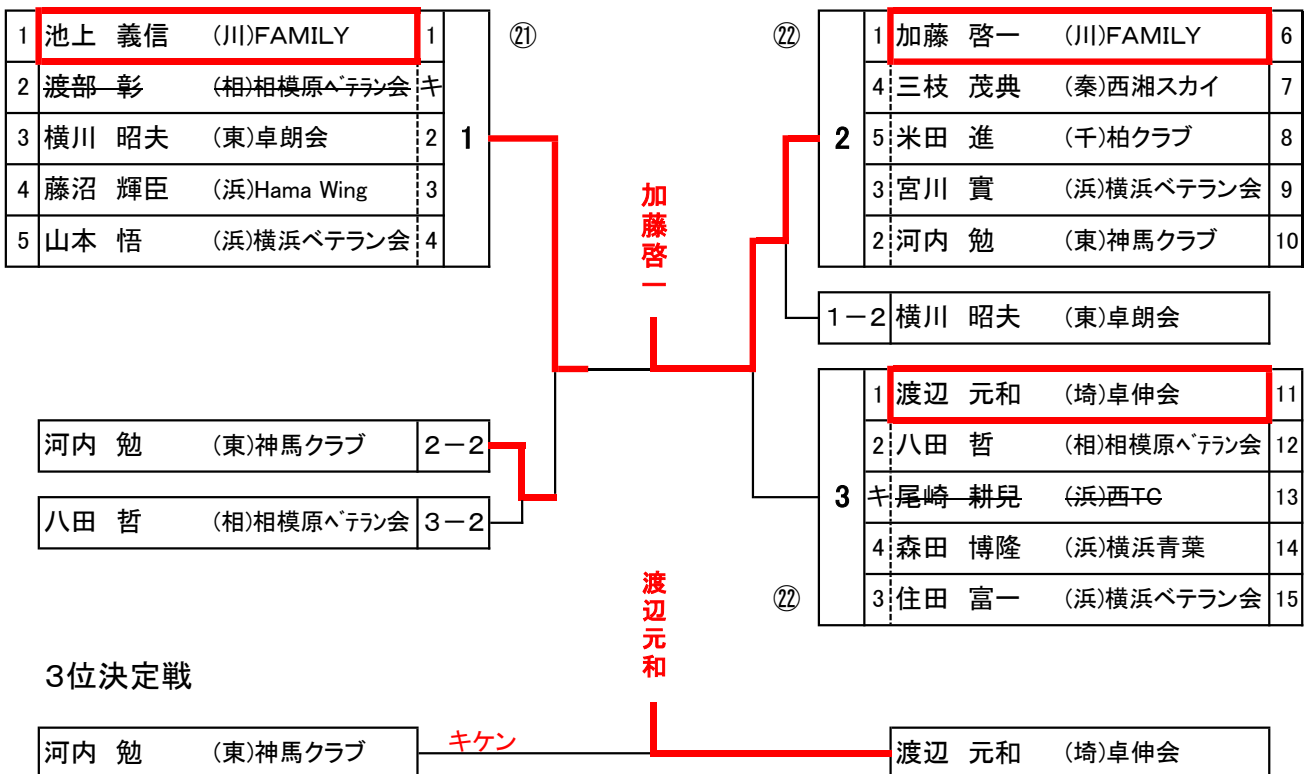 1 池上 義信 (川)FAMILY 1
2 渡部 彰 (相)相模原ベテラン会 キ
3 横川 昭夫 (東)卓朗会 2
4 藤沼 輝臣 (浜)Hama Wing 3
5 山本 悟 (浜)横浜ベテラン会 4
1
㉑
㉒
1 加藤 啓一 (川)FAMILY 6
4 三枝 茂典 (秦)西湘スカイ 7
2
5 米田 進 (千)柏クラブ 8
3 宮川 實 (浜)横浜ベテラン会 9
2 河内 勉 (東)神馬クラブ 10
加藤啓一
1-2 横川 昭夫 (東)卓朗会
1 渡辺 元和 (埼)卓伸会 11
2 八田 哲 (相)相模原ベテラン会 12
3
キ 尾崎 耕兒 (浜)西TC 13
4 森田 博隆 (浜)横浜青葉 14
3 住田 富一 (浜)横浜ベテラン会 15
㉒
河内 勉 (東)神馬クラブ 2-2
八田 哲 (相)相模原ベテラン会 3-2
渡辺元和
3位決定戦
河内 勉 (東)神馬クラブ
キケン
渡辺 元和 (埼)卓伸会